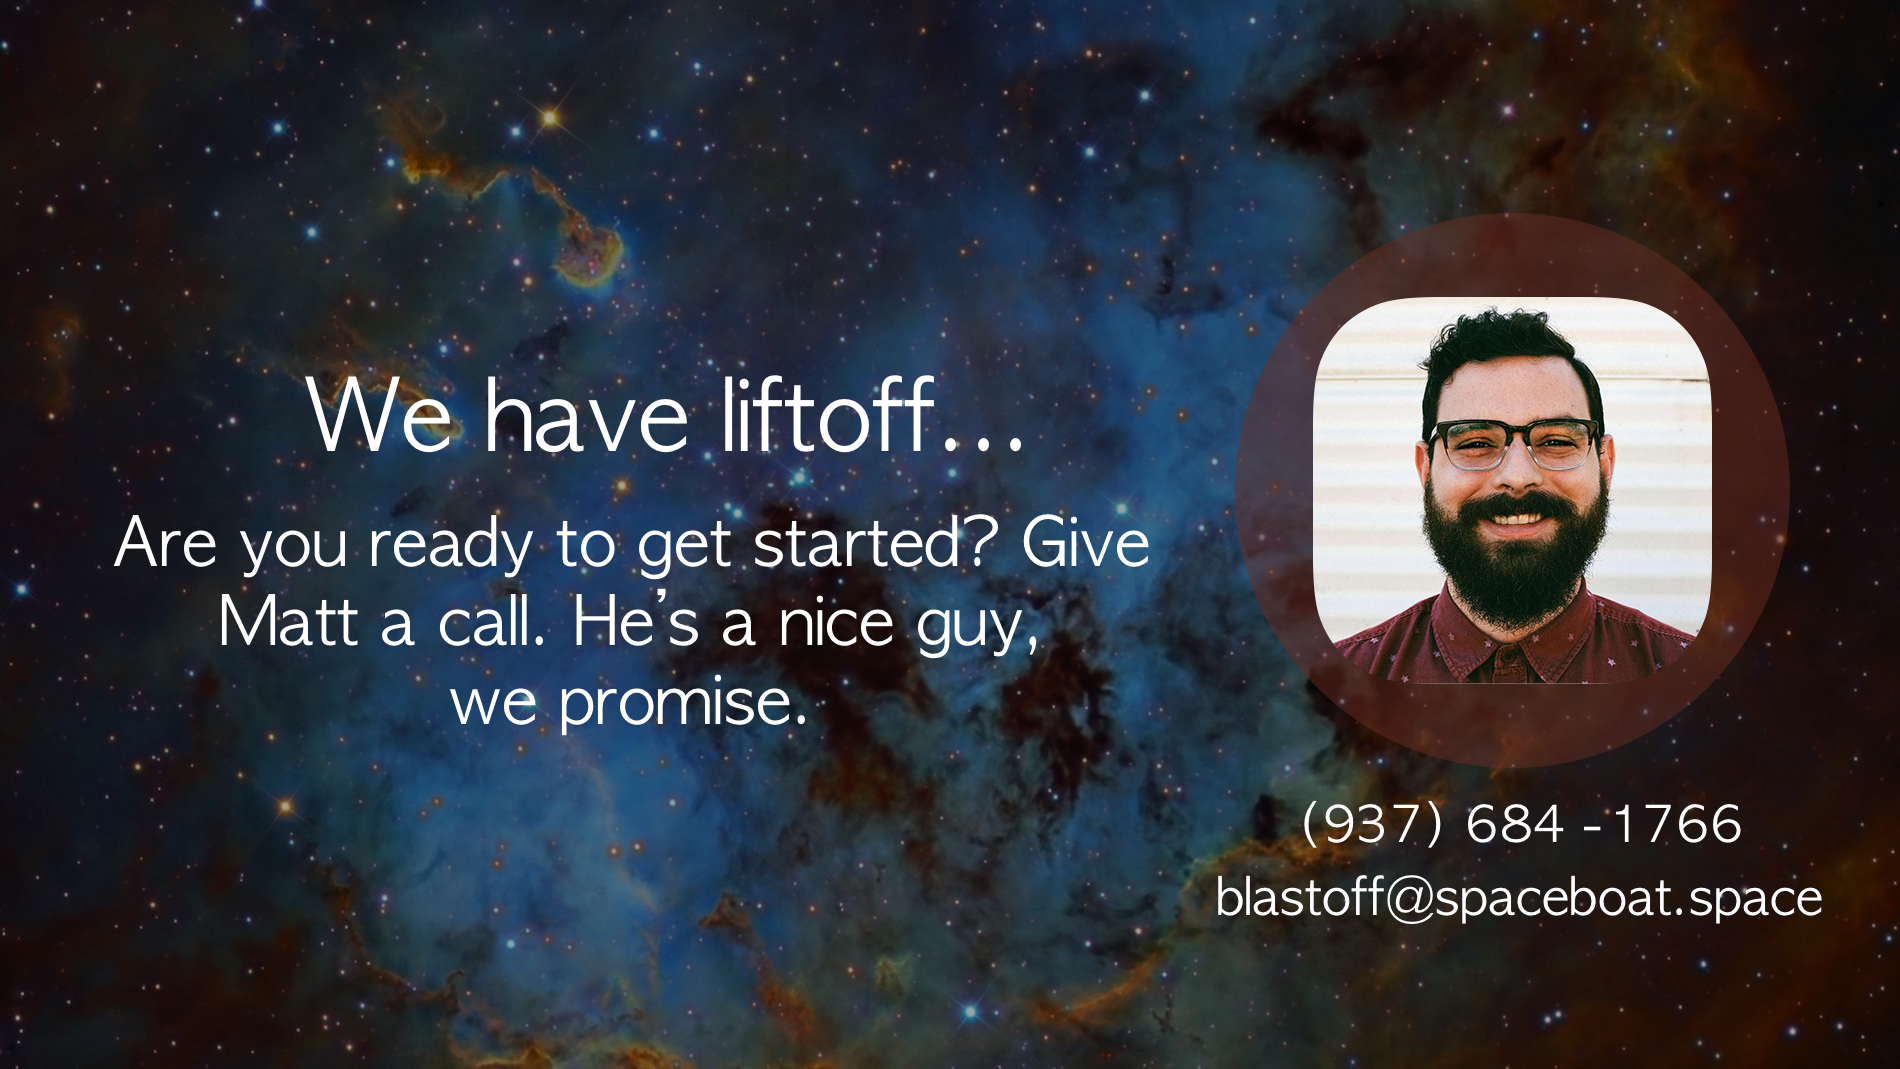 We have liftoff...
Are you ready to get started? Give
Matt a call. He’s a nice guy,
we promise.
(937) 684 -1766
blastoff@spaceboat.space